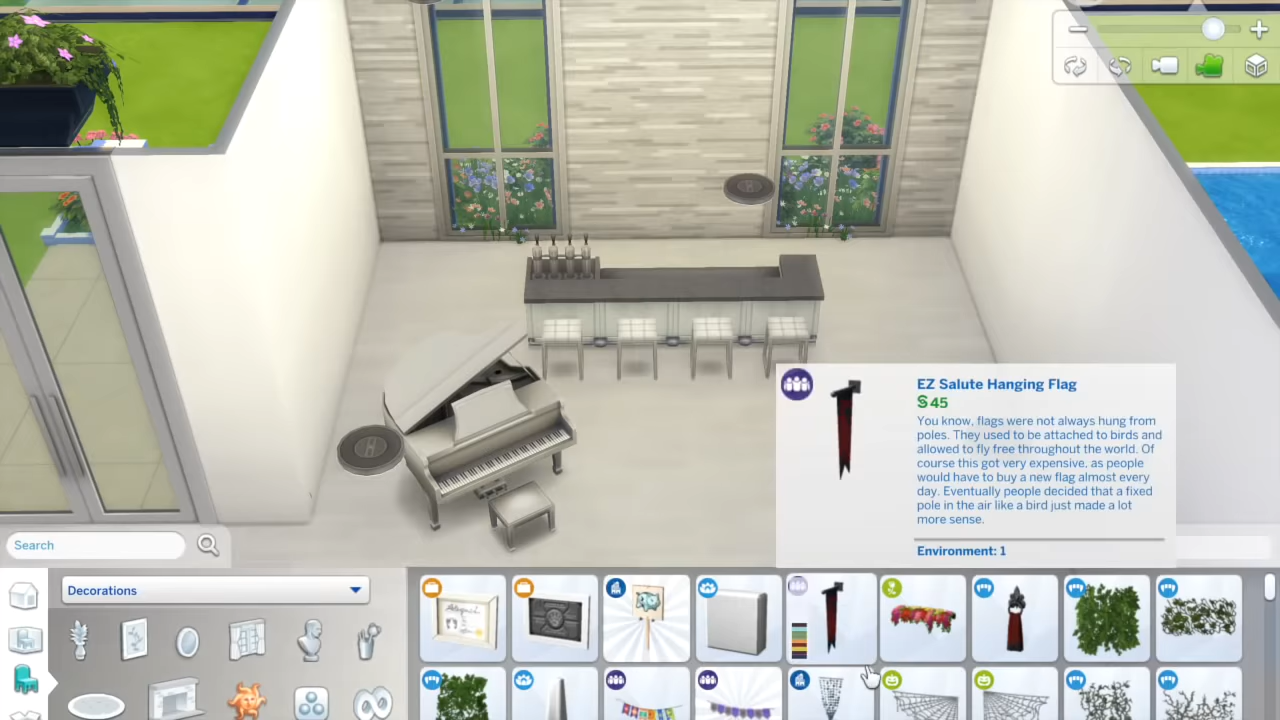 EZ Salute Hanging Flag
§45
You know, flags were not always hung from
poles. They used to be attached to birds and
allowed to fly free throughout the world. Of
course this got very expensive, as people
would have to buy a new flag almost every
day. Eventually people decided that a fixed
pole in the air like a bird just made a lot
more sense.
Environment: 1
Search
Decorations